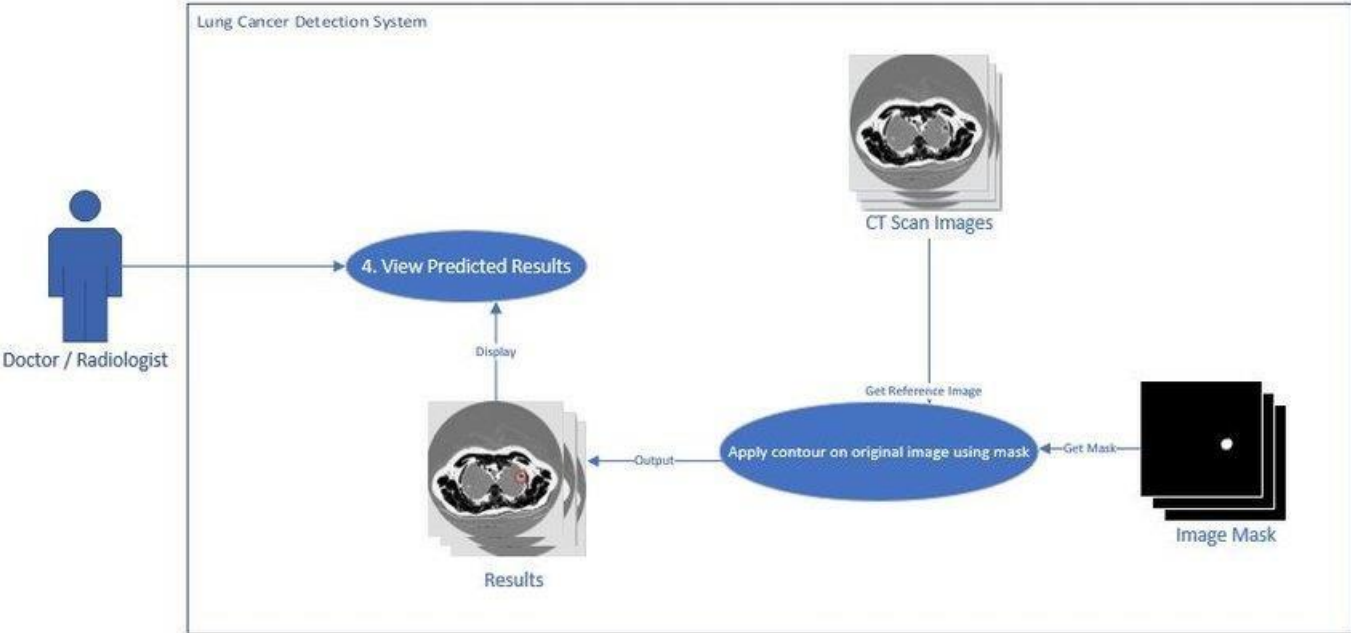 Lung Cancer Detection System
CT Scan Images
4. View Predicted Results
Doctor / Radiologist
Display
Get Reference Image
Apply contour on original image using mask
Get Mask
Output
Image Mask
Results